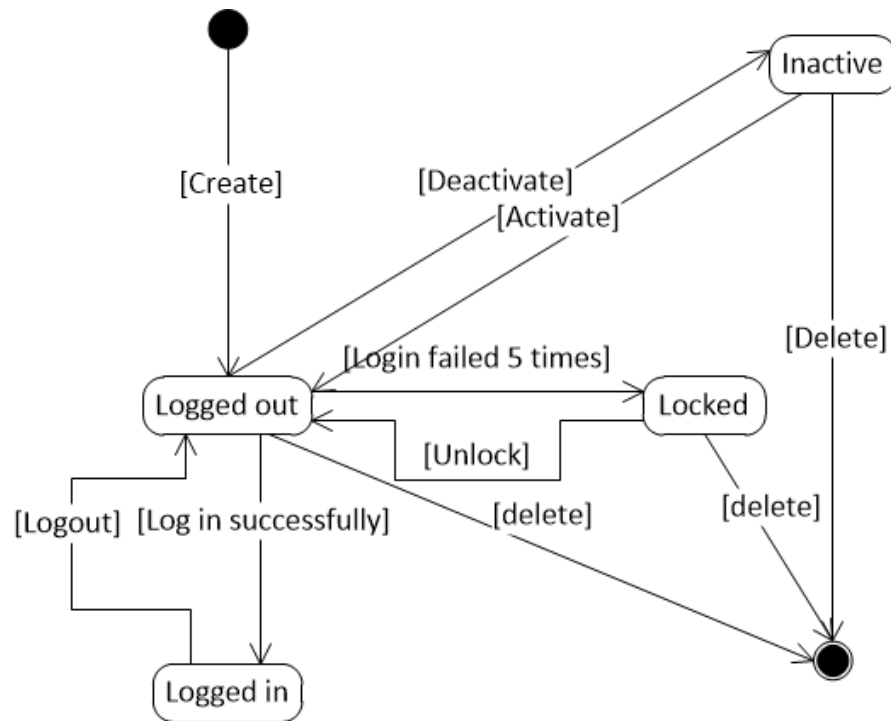 Inactive
[Create]
[Deactivate]
[Activate]
[Delete]
[Login failed 5 times]
Logged out
Locked
[Unlock]
[Logout]
[Log in successfully]
[delete]
[delete]
Logged in